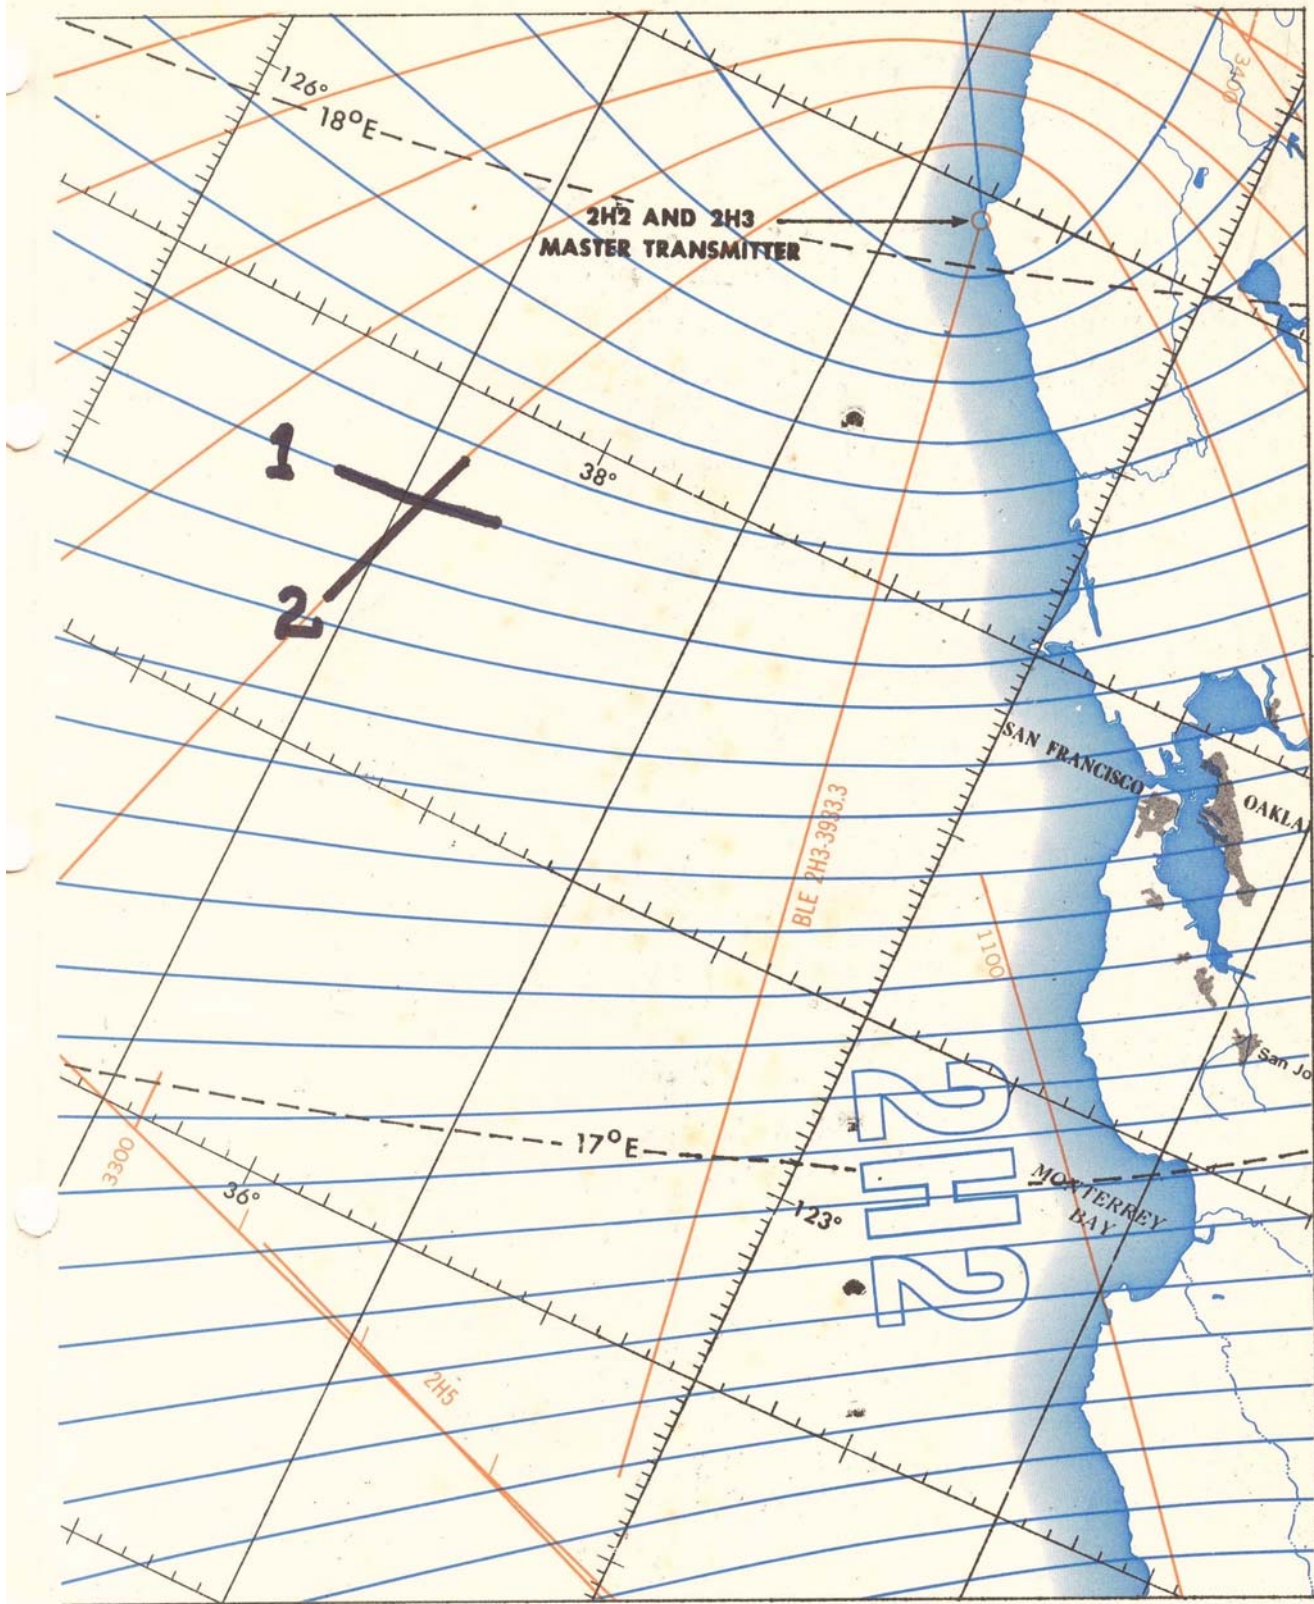 126°
18°E
3400
2H2 AND 2H3
MASTER TRANSMITTER
1
38°
2
SAN FRANCISCO
OAKLA
BLE 2H3-3933.3
1100
San Jo
2H2
3300
17°E
36°
123°
MONTERREY
BAY
2H5